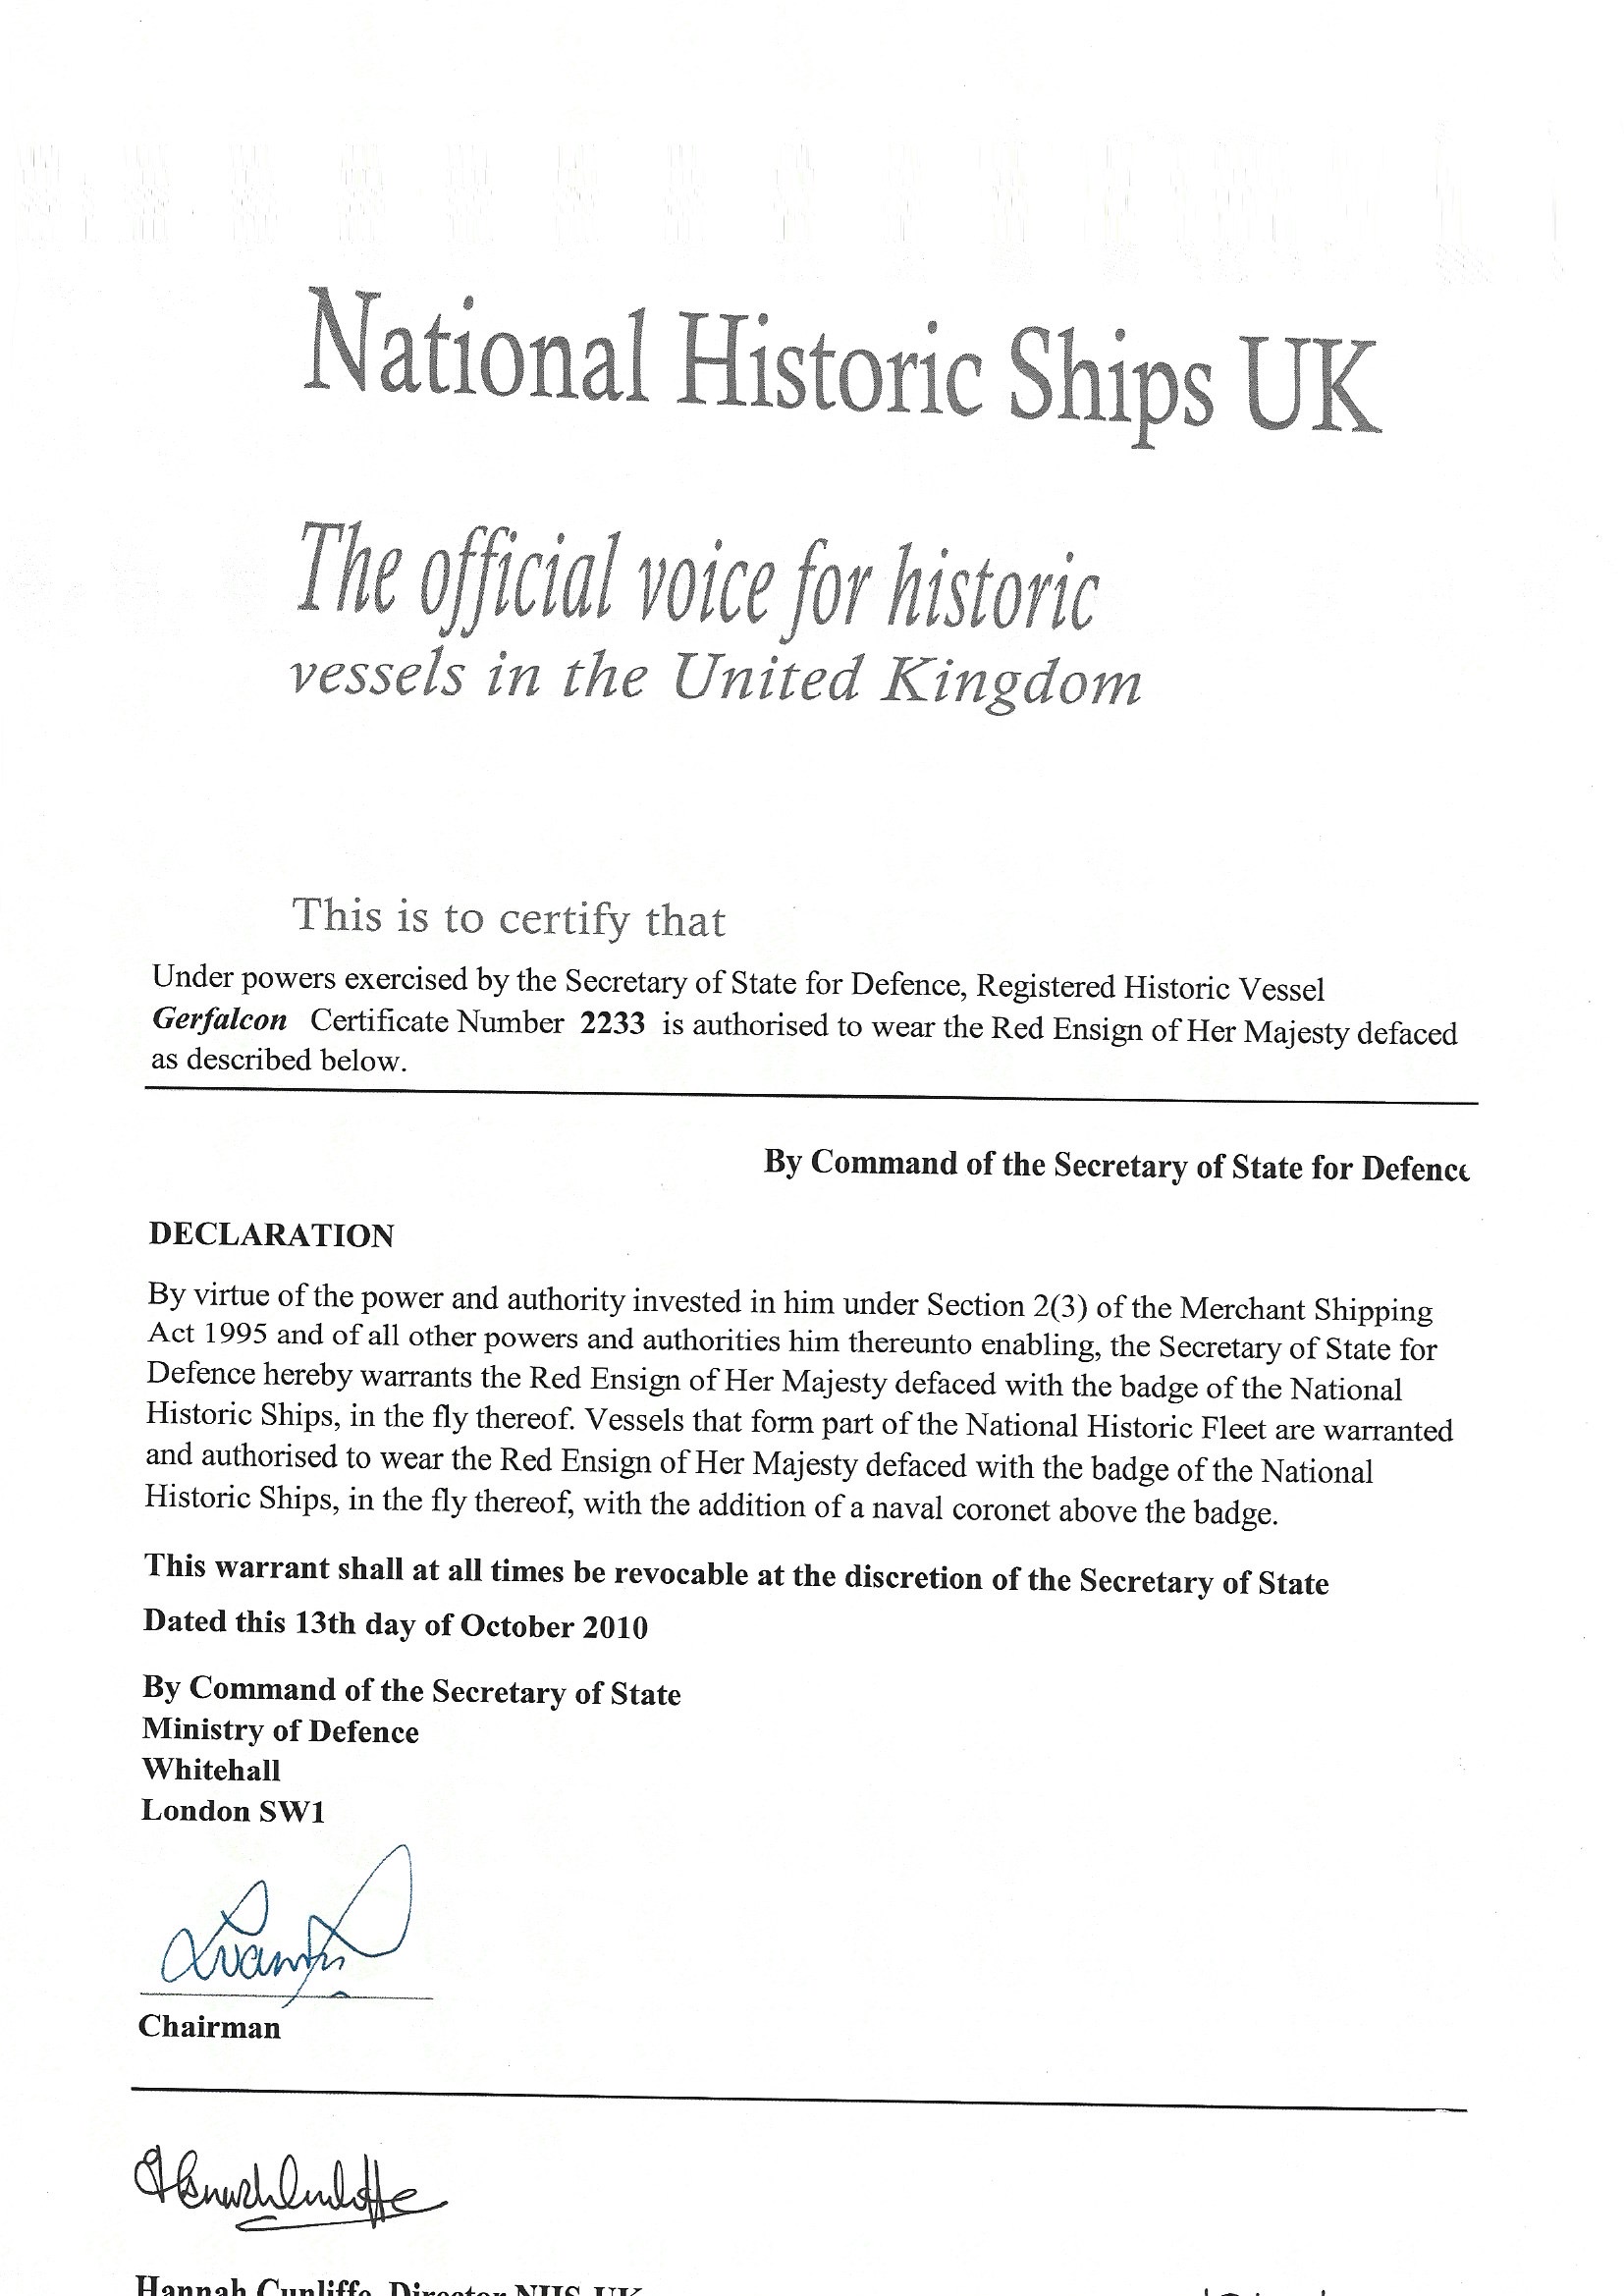 National Historic Ships UK
The official voice for historic
vessels in the United Kingdom
This is to certify that
Under powers exercised by the Secretary of State for Defence, Registered Historic Vessel
Gerfalcon Certificate Number 2233 is authorised to wear the Red Ensign of Her Majesty defaced
as described below.
By Command of the Secretary of State for Defence
DECLARATION
By virtue of the power and authority invested in him under Section 2(3) of the Merchant Shipping
Act 1995 and of all other powers and authorities him thereunto enabling, the Secretary of State for
Defence hereby warrants the Red Ensign of Her Majesty defaced with the badge of the National
Historic Ships, in the fly thereof. Vessels that form part of the National Historic Fleet are warranted
and authorised to wear the Red Ensign of Her Majesty defaced with the badge of the National
Historic Ships, in the fly thereof, with the addition of a naval coronet above the badge.
This warrant shall at all times be revocable at the discretion of the Secretary of State
Dated this 13th day of October 2010
By Command of the Secretary of State
Ministry of Defence
Whitehall
London SW1
Chairman
Hannah Cunliffe, Director NHS-UK